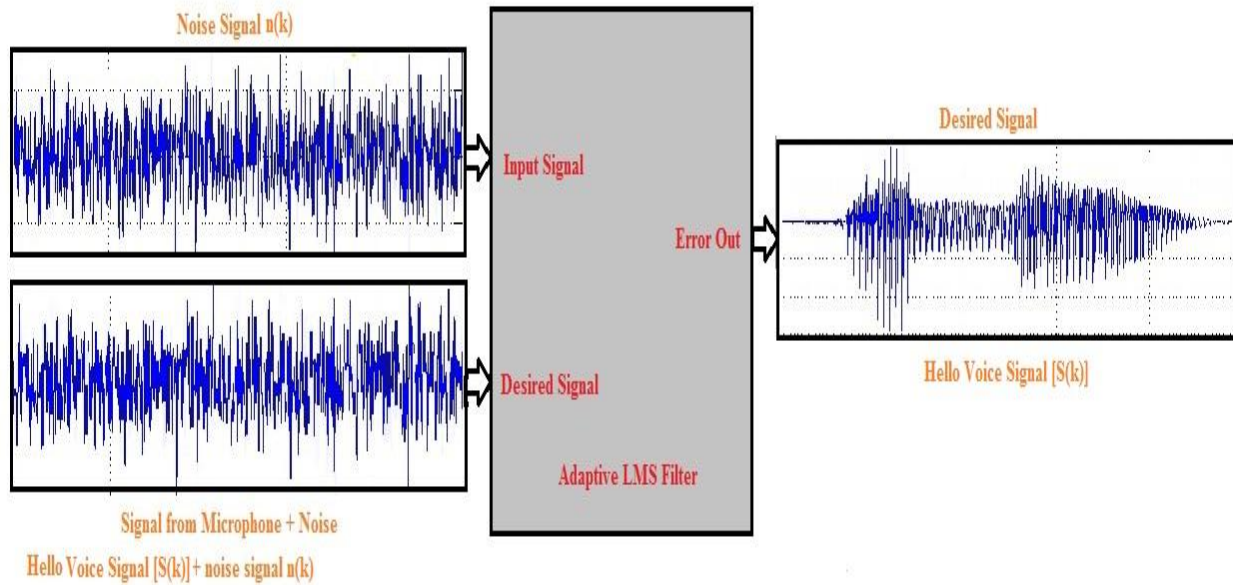 Noise Signal n(k)
Input Signal
Desired Signal
Error Out
Desired Signal
Adaptive LMS Filter
Hello Voice Signal [S(k)]
Signal from Microphone + Noise
Hello Voice Signal [S(k)] + noise signal n(k)